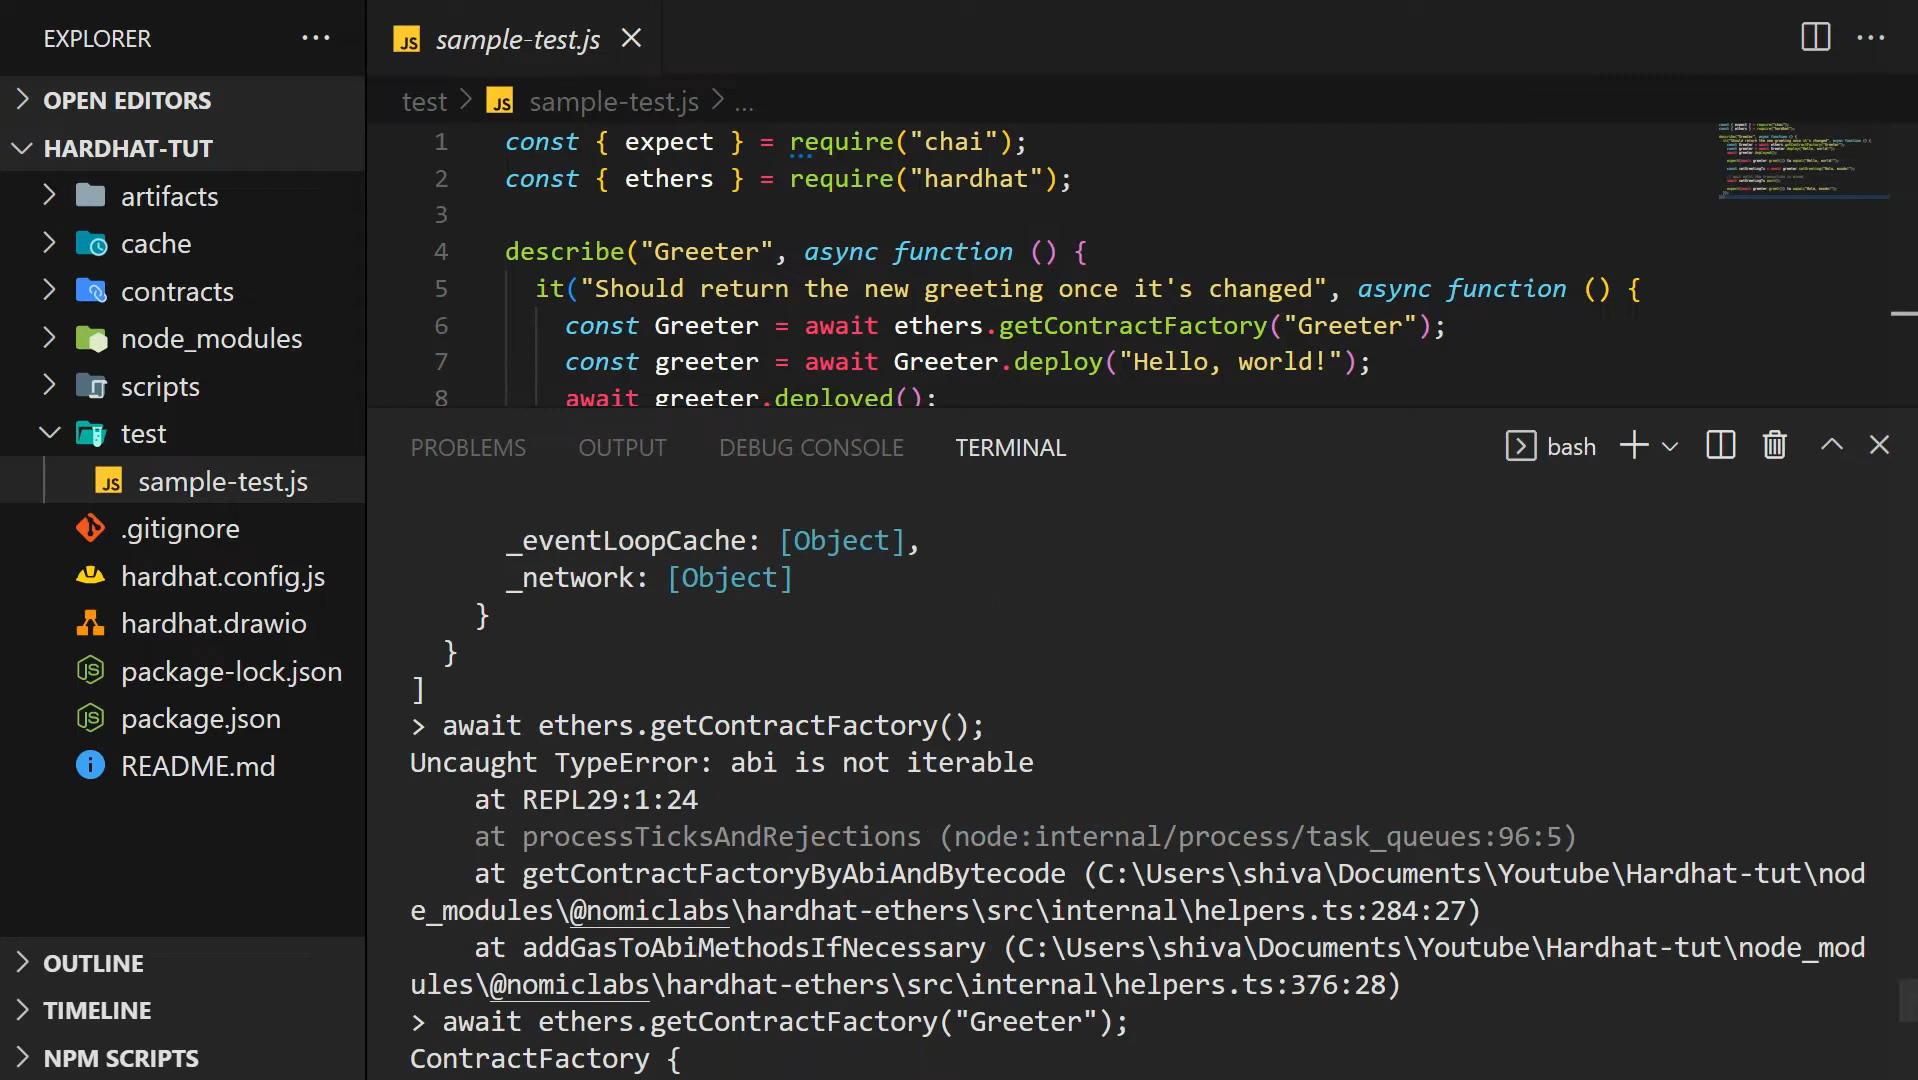 EXPLORER
OPEN EDITORS
HARDHAT-TUT
artifacts
cache
contracts
node_modules
scripts
test
JS sample-test.js
.gitignore
hardhat.config.js
hardhat.drawio
package-lock.json
package.json
README.md
OUTLINE
TIMELINE
NPM SCRIPTS
JS sample-test.js
test > JS sample-test.js > ...
1 const { expect } = require("chai");
2 const { ethers } = require("hardhat");
3
4 describe("Greeter", async function () {
5 it("Should return the new greeting once it's changed", async function () {
6 const Greeter = await ethers.getContractFactory("Greeter");
7 const greeter = await Greeter.deploy("Hello, world!");
8 await greeter.deployed();
PROBLEMS OUTPUT DEBUG CONSOLE TERMINAL bash
_eventLoopCache: [Object],
_network: [Object]
}
}
]
> await ethers.getContractFactory();
Uncaught TypeError: abi is not iterable
at REPL29:1:24
at processTicksAndRejections (node:internal/process/task_queues:96:5)
at getContractFactoryByAbiAndBytecode (C:\Users\shiva\Documents\Youtube\Hardhat-tut\nod
e_modules\@nomiclabs\hardhat-ethers\src\internal\helpers.ts:284:27)
at addGasToAbiMethodsIfNecessary (C:\Users\shiva\Documents\Youtube\Hardhat-tut\node_mod
ules\@nomiclabs\hardhat-ethers\src\internal\helpers.ts:376:28)
> await ethers.getContractFactory("Greeter");
ContractFactory {